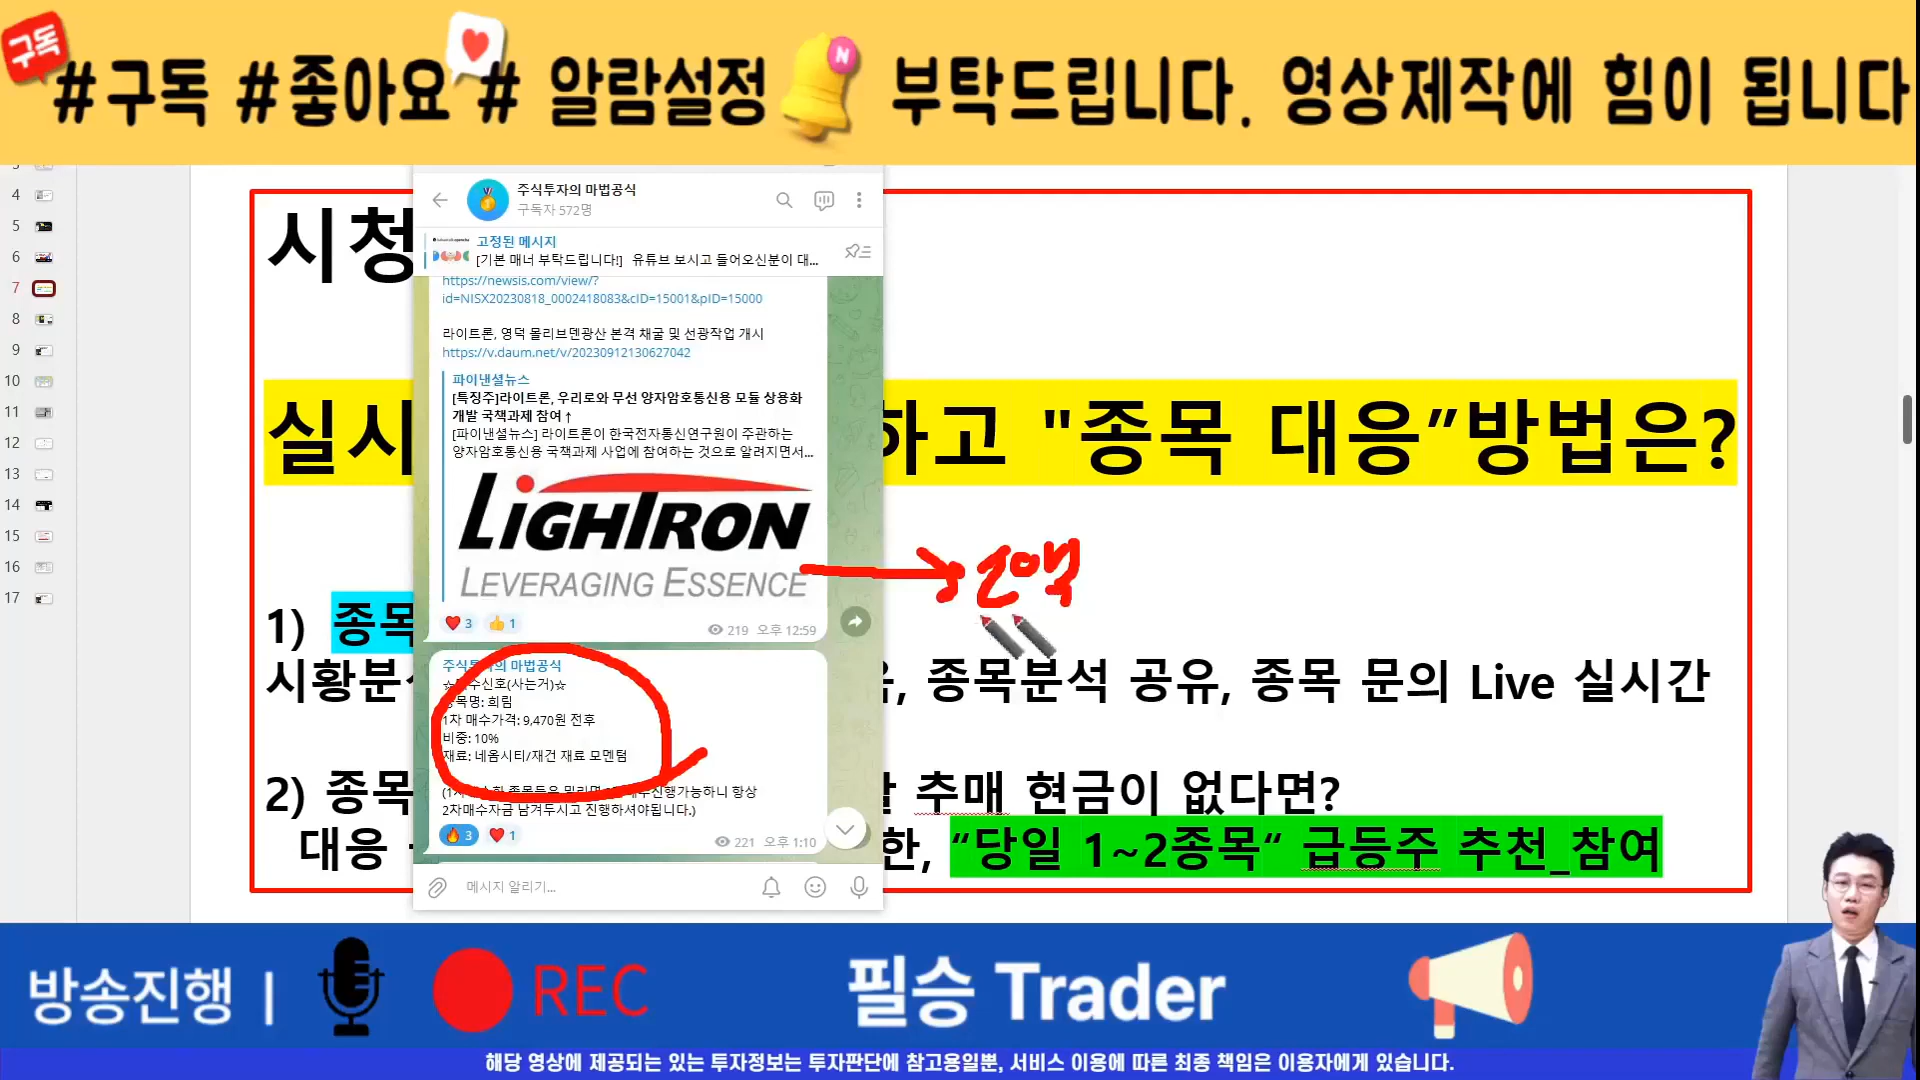 구독
#구독 #좋아요 # 알람설정 N 부탁드립니다. 영상제작에 힘이 됩니다
4
5
6
7
8
9
10
11
12
13
14
15
16
17
시청
주식투자의 마법공식
구독자 572명
고정된 메시지
[기본 매너 부탁드립니다!] 유튜브 보시고 들어오신분이 대...
https://newsis.com/view/?
id=NISX20230818_0002418083&cID=15001&pID=15000
라이트론, 영덕 몰리브덴광산 본격 채굴 및 선광작업 개시
https://v.daum.net/v/20230912130627042
파이낸셜뉴스
[특징주]라이트론, 우리로와 무선 양자암호통신용 모듈 상용화
개발 국책과제 참여↑
[파이낸셜뉴스] 라이트론이 한국전자통신연구원이 주관하는
양자암호통신용 국책과제 사업에 참여하는 것으로 알려지면서...
LIGHTRON
LEVERAGING ESSENCE
❤️ 3 👍 1
219 오후 12:59
주식투자의 마법공식
수신호(사는거)☆
목명: 희림
1차 매수가격: 9,470원 전후
비중: 10%
재료: 네옴시티/재건 재료 모멘텀
진행가능하니 항상
2차매수자금 남겨두시고 진행하셔야됩니다.)
🔥 3 ❤️ 1
221 오후 1:10
메시지 알리기...
실시 하고 "종목 대응”방법은?
1) 종목
시황분석 , 종목분석 공유, 종목 문의 Live 실시간
2) 종목 추매 현금이 없다면?
대응 한, “당일 1~2종목“ 급등주 추천_참여
방송진행 |
REC
필승 Trader
해당 영상에 제공되는 있는 투자정보는 투자판단에 참고용일뿐, 서비스 이용에 따른 최종 책임은 이용자에게 있습니다.